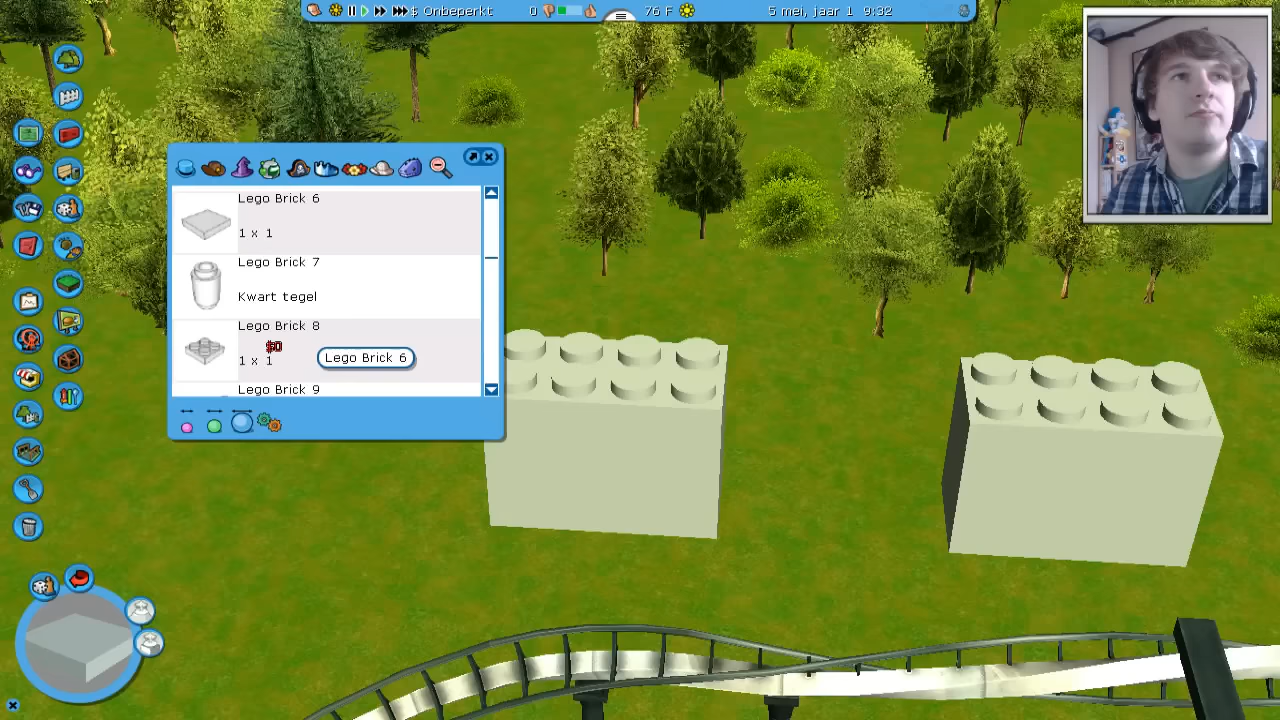 $ Onbeperkt 0 76 F 5 mei, jaar 1 9:32
Lego Brick 6
1 x 1
Lego Brick 7
Kwart tegel
Lego Brick 8
$0
1 x 1
Lego Brick 6
Lego Brick 9